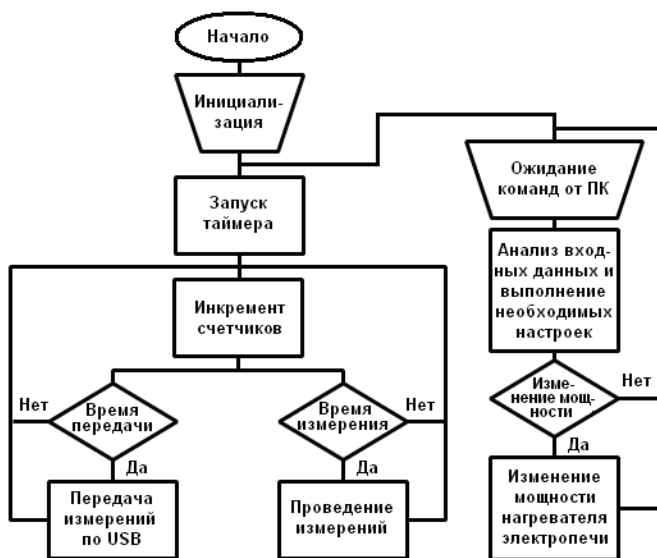 Начало
Инициали-
зация
Запуск
таймера
Инкремент
счетчиков
Нет
Время
передачи
Да
Передача
измерений
по USB
Время
измерения
Нет
Да
Проведение
измерений
Ожидание
команд от ПК
Анализ вход-
ных данных и
выполнение
необходимых
настроек
Изме-
нение мощ-
ности
Нет
Да
Изменение
мощности
нагревателя
электропечи